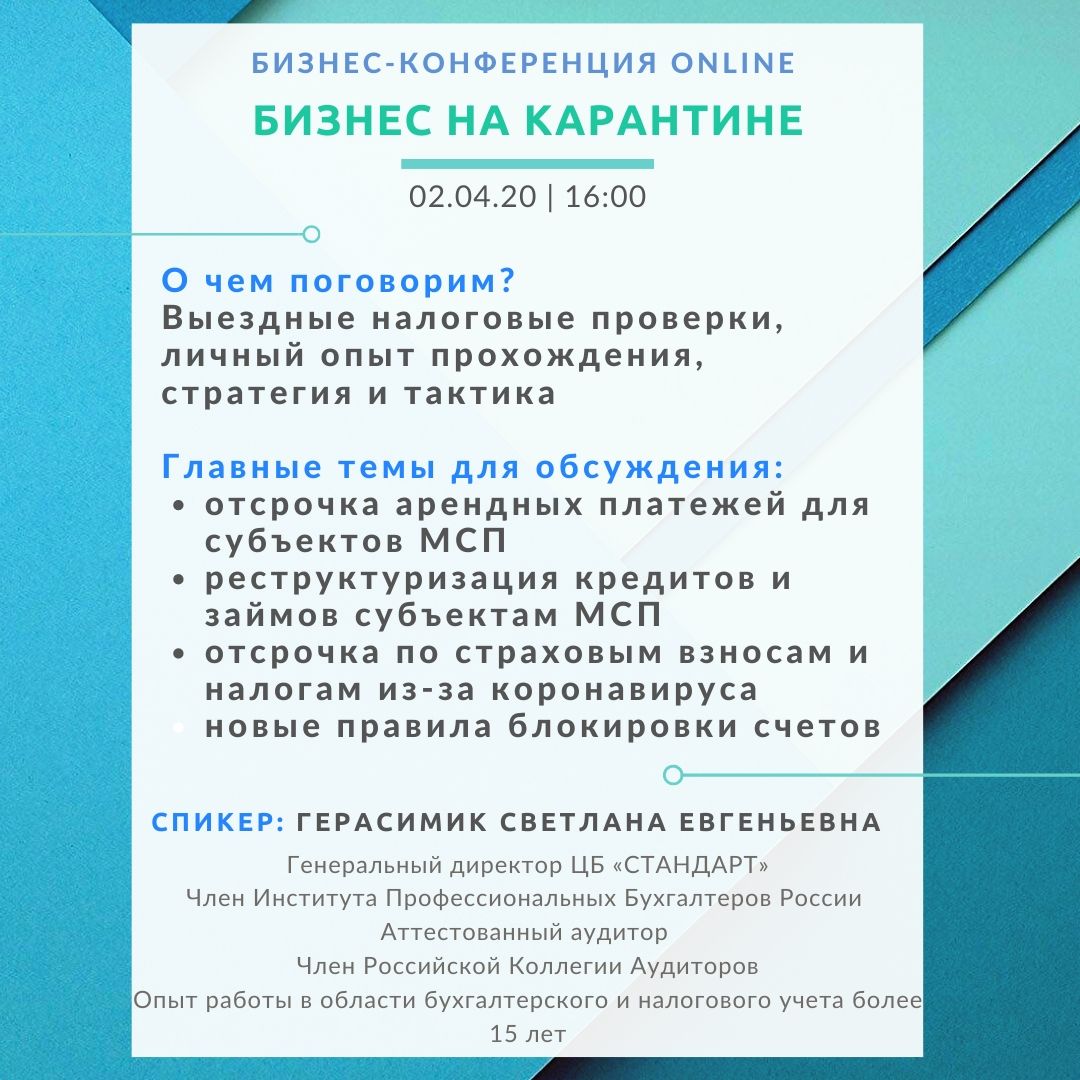 БИЗНЕС-КОНФЕРЕНЦИЯ ONLINE
БИЗНЕС НА КАРАНТИНЕ
02.04.20 | 16:00
О чем поговорим?
Выездные налоговые проверки,
личный опыт прохождения,
стратегия и тактика
Главные темы для обсуждения:
• отсрочка арендных платежей для
субъектов МСП
• реструктуризация кредитов и
займов субъектам МСП
• отсрочка по страховым взносам и
налогам из-за коронавируса
• новые правила блокировки счетов
СПИКЕР: ГЕРАСИМИК СВЕТЛАНА ЕВГЕНЬЕВНА
Генеральный директор ЦБ «СТАНДАРТ»
Член Института Профессиональных Бухгалтеров России
Аттестованный аудитор
Член Российской Коллегии Аудиторов
Опыт работы в области бухгалтерского и налогового учета более
15 лет